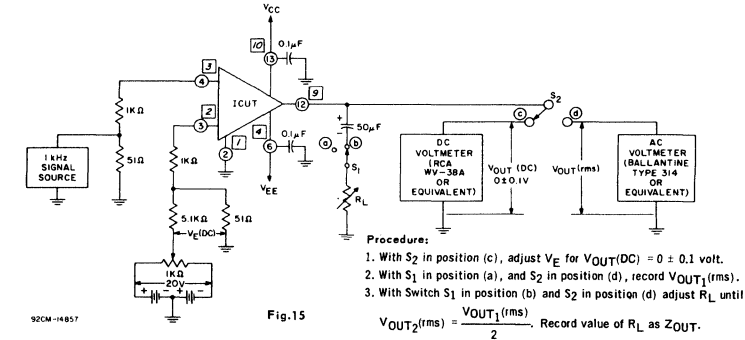 VCC
10
0.1µF
13
3
4
ICUT
12
9
2
3
4
0.1µF
1
2
6
VEE
1KΩ
51Ω
1 kHz
SIGNAL
SOURCE
1KΩ
5.1KΩ
51Ω
VE(DC)
1KΩ
20V
+ -
+ -
+
-
50µF
a
b
S1
RL
S2
c
d
DC
VOLTMETER
(RCA
WV-38A
OR
EQUIVALENT)
VOUT (DC)
0±0.1V
VOUT(rms)
AC
VOLTMETER
(BALLANTINE
TYPE 314
OR
EQUIVALENT)
Procedure:
1. With S2 in position (c), adjust VE for VOUT(DC) = 0 ± 0.1 volt.
2. With S1 in position (a), and S2 in position (d), record VOUT1(rms).
3. With Switch S1 in position (b) and S2 in position (d) adjust RL until
VOUT2(rms) = VOUT1(rms) / 2 . Record value of RL as ZOUT.
92CM-14857
Fig.15